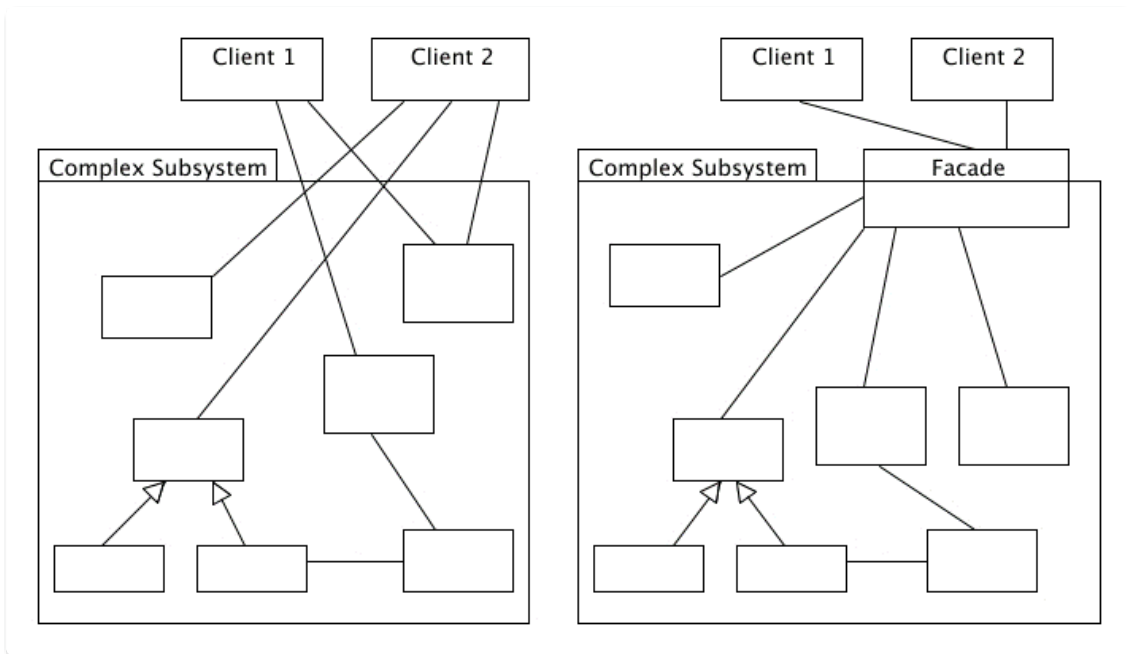 Client 1
Client 2
Complex Subsystem
Client 1
Client 2
Complex Subsystem
Facade